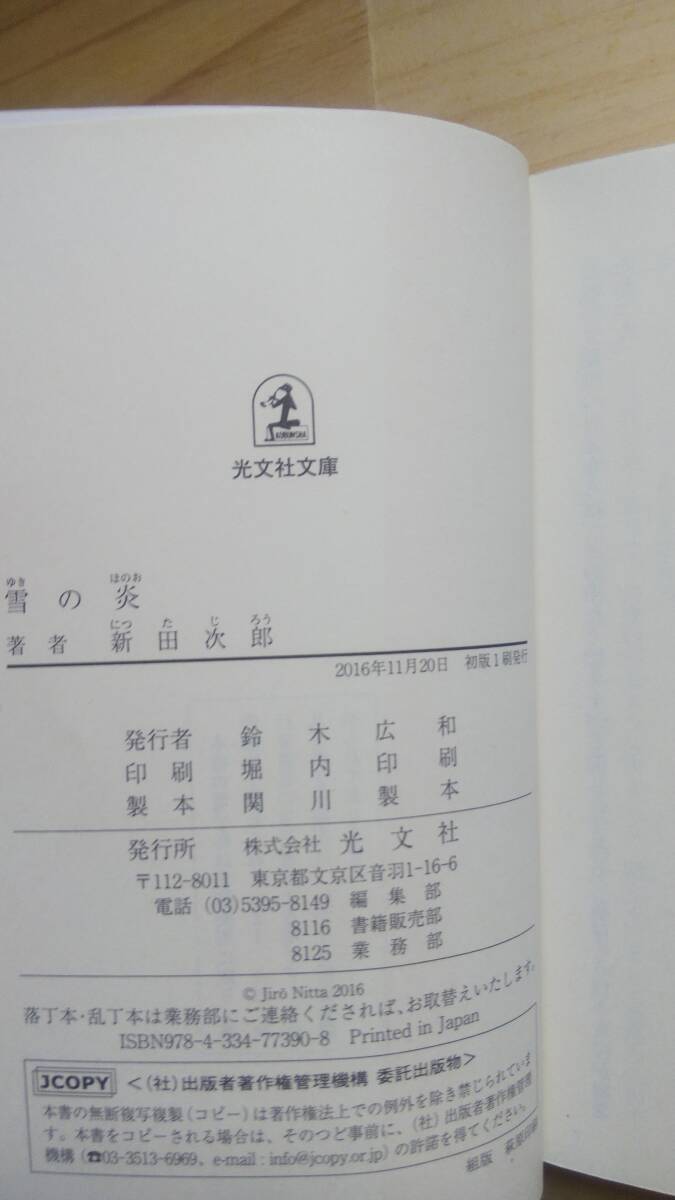 KOBUNSHA
光文社文庫
ゆき ほのお
雪の炎
にっ た じ ろう
著者 新田次郎
2016年11月20日 初版1刷発行
発行者 鈴木広和
印刷 堀内印刷
製本 関川製本
発行所 株式会社 光文社
〒112-8011 東京都文京区音羽1-16-6
電話 (03)5395-8149 編集部
8116 書籍販売部
8125 業務部
© Jirō Nitta 2016
落丁本・乱丁本は業務部にご連絡くだされば、お取替えいたします。
ISBN978-4-334-77390-8 Printed in Japan
JCOPY <(社)出版者著作権管理機構 委託出版物>
本書の無断複写複製(コピー)は著作権法上での例外を除き禁じられていま
す。本書をコピーされる場合は、そのつど事前に、(社)出版者著作権管理
機構(☎03-3513-6969、e-mail : info@jcopy.or.jp)の許諾を得てください。
組版 萩原印刷